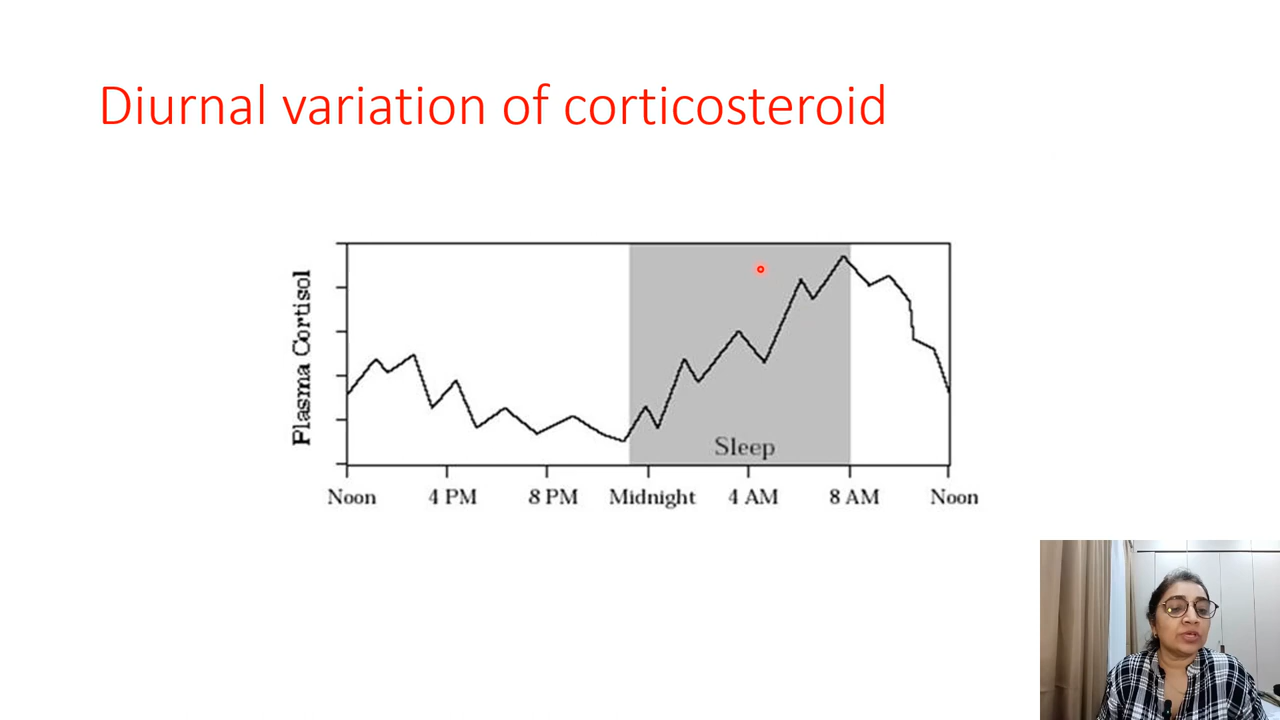 Diurnal variation of corticosteroid
Plasma Cortisol
Sleep
Noon 4 PM 8 PM Midnight 4 AM 8 AM Noon